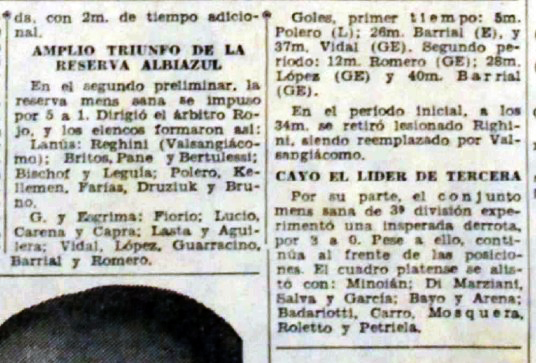 da, con 2m. de tiempo adicio-
nal.
AMPLIO TRIUNFO DE LA
RESERVA ALBIAZUL
En el segundo preliminar, la
reserva mens sana se impuso
por 5 a 1. Dirigió el árbitro Ro-
jo, y los elencos formaron así:
Lanús: Reghini (Valsangiáco-
mo); Britos, Pane y Bertulessi;
Bischof y Leguía; Polero, Ke-
llemen, Farías, Druziuk y Bru-
no.
G. y Esgrima: Fiorio; Lucio,
Carena y Capra; Lasta y Agui-
lera; Vidal, López, Guarracino,
Barrial y Romero.
Goles, primer tiempo: 5m.
Polero (L); 26m. Barrial (E), y
37m. Vidal (GE). Segundo pe-
ríodo: 12m. Romero (GE); 28m.
López (GE) y 40m. Barrial
(GE).
En el período inicial, a los
34m. se retiró lesionado Righi-
ni, siendo reemplazado por Val-
sangiácomo.
CAYO EL LIDER DE TERCERA
Por su parte, el conjunto
mens sana de 3ª división expe-
rimentó una insperada derrota,
por 3 a 0. Pese a ello, conti-
núa al frente de las posicio-
nes. El cuadro platense se alis-
tó con: Minoián; Di Marziani,
Salva y García; Bayo y Arena;
Badariotti, Carro, Mosquera,
Roletto y Petriela.